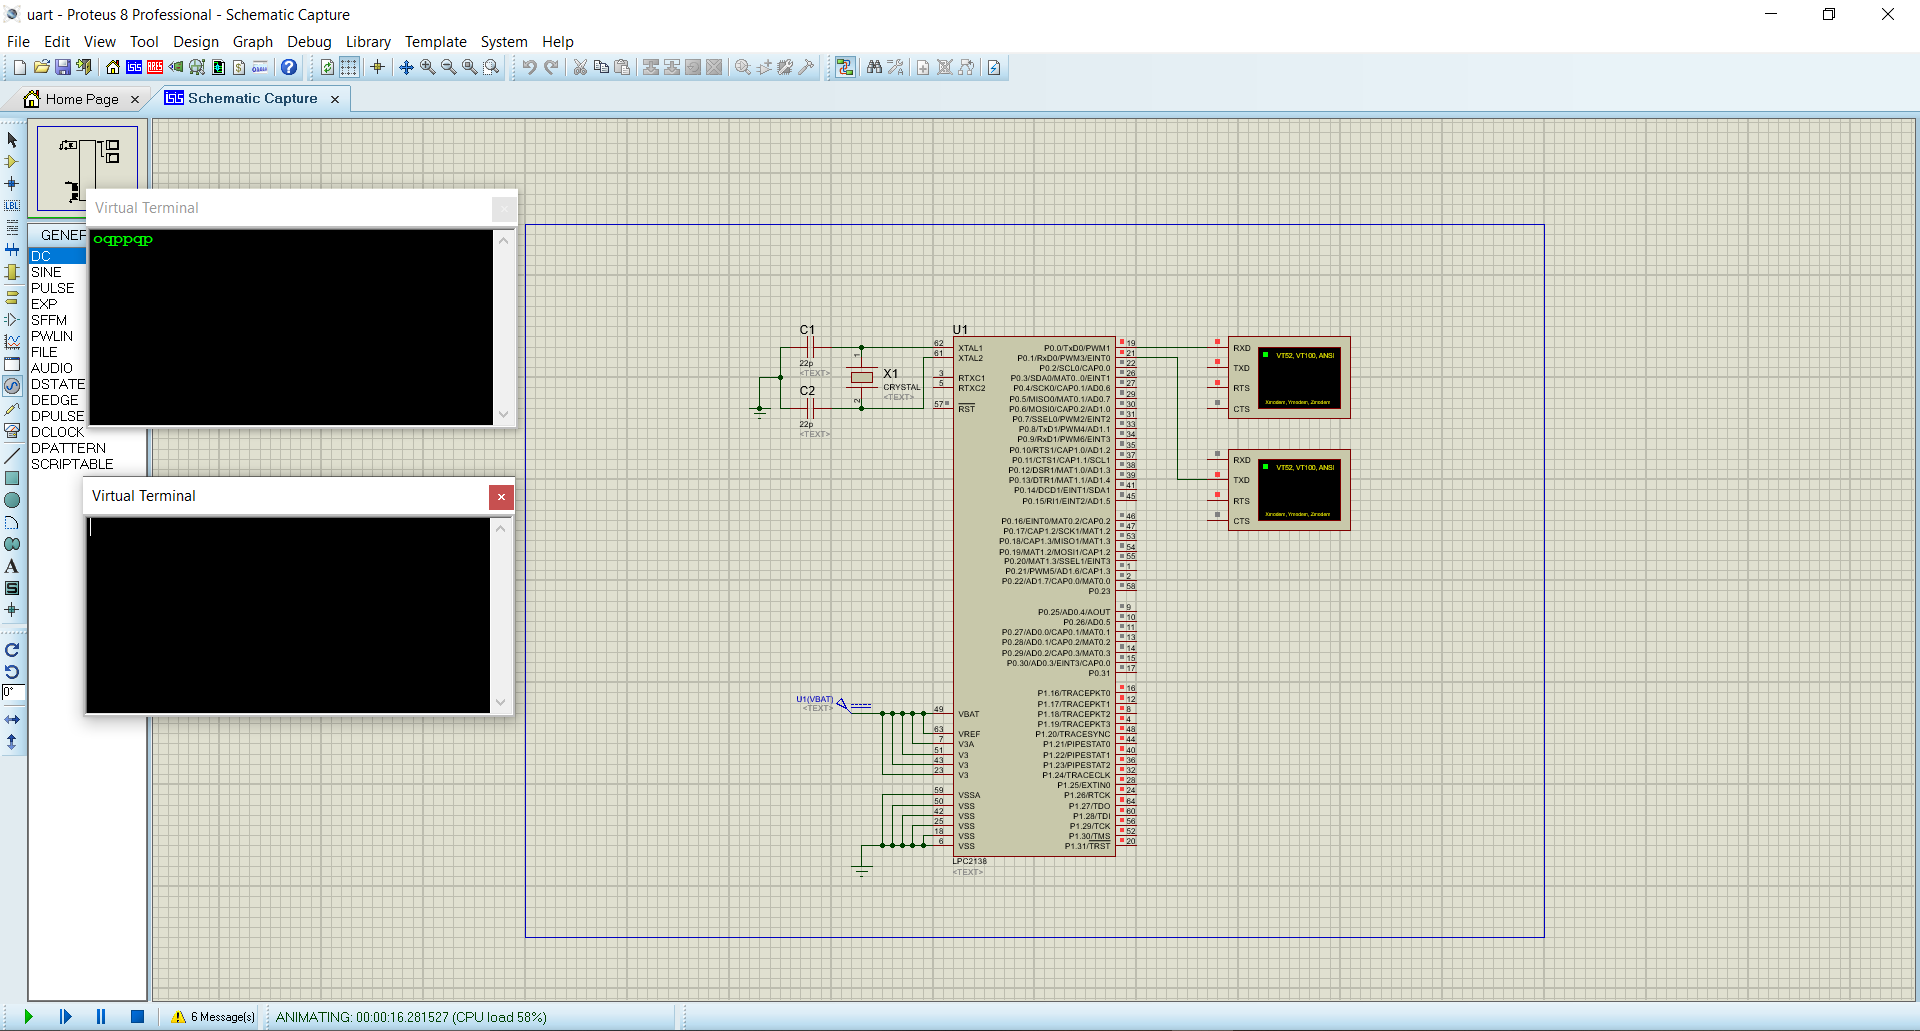 uart - Proteus 8 Professional - Schematic Capture
File Edit View Tool Design Graph Debug Library Template System Help
Home Page
Schematic Capture
GENER
DC
SINE
PULSE
EXP
SFFM
PWLIN
FILE
AUDIO
DSTATE
DEDGE
DPULSE
DCLOCK
DPATTERN
SCRIPTABLE
LBL
A
S
0°
Virtual Terminal
oqppqp
Virtual Terminal
C1
22p
<TEXT>
C2
22p
<TEXT>
1
X1
CRYSTAL
<TEXT>
2
U1
62 XTAL1
61 XTAL2
3 RTXC1
5 RTXC2
57 RST
U1(VBAT)
<TEXT>
49 VBAT
63 VREF
7 V3A
51 V3
43 V3
23 V3
59 VSSA
50 VSS
42 VSS
25 VSS
18 VSS
6 VSS
LPC2138
<TEXT>
P0.0/TxD0/PWM1 19
P0.1/RxD0/PWM3/EINT0 21
P0.2/SCL0/CAP0.0 22
P0.3/SDA0/MAT0..0/EINT1 26
P0.4/SCK0/CAP0.1/AD0.6 27
P0.5/MISO0/MAT0.1/AD0.7 29
P0.6/MOSI0/CAP0.2/AD1.0 30
P0.7/SSEL0/PWM2/EINT2 31
P0.8/TxD1/PWM4/AD1.1 33
P0.9/RxD1/PWM6/EINT3 34
P0.10/RTS1/CAP1.0/AD1.2 35
P0.11/CTS1/CAP1.1/SCL1 37
P0.12/DSR1/MAT1.0/AD1.3 38
P0.13/DTR1/MAT1.1/AD1.4 39
P0.14/DCD1/EINT1/SDA1 41
P0.15/RI1/EINT2/AD1.5 45
P0.16/EINT0/MAT0.2/CAP0.2 46
P0.17/CAP1.2/SCK1/MAT1.2 47
P0.18/CAP1.3/MISO1/MAT1.3 53
P0.19/MAT1.2/MOSI1/CAP1.2 54
P0.20/MAT1.3/SSEL1/EINT3 55
P0.21/PWM5/AD1.6/CAP1.3 1
P0.22/AD1.7/CAP0.0/MAT0.0 2
P0.23 58
P0.25/AD0.4/AOUT 9
P0.26/AD0.5 10
P0.27/AD0.0/CAP0.1/MAT0.1 11
P0.28/AD0.1/CAP0.2/MAT0.2 13
P0.29/AD0.2/CAP0.3/MAT0.3 14
P0.30/AD0.3/EINT3/CAP0.0 15
P0.31 17
P1.16/TRACEPKT0 16
P1.17/TRACEPKT1 12
P1.18/TRACEPKT2 8
P1.19/TRACEPKT3 4
P1.20/TRACESYNC 48
P1.21/PIPESTAT0 44
P1.22/PIPESTAT1 40
P1.23/PIPESTAT2 36
P1.24/TRACECLK 32
P1.25/EXTIN0 28
P1.26/RTCK 24
P1.27/TDO 64
P1.28/TDI 60
P1.29/TCK 56
P1.30/TMS 52
P1.31/TRST 20
RXD
TXD
RTS
CTS
VT52, VT100, ANSI
Xmodem, Ymodem, Zmodem
RXD
TXD
RTS
CTS
VT52, VT100, ANSI
Xmodem, Ymodem, Zmodem
6 Message(s)
ANIMATING: 00:00:16.281527 (CPU load 58%)